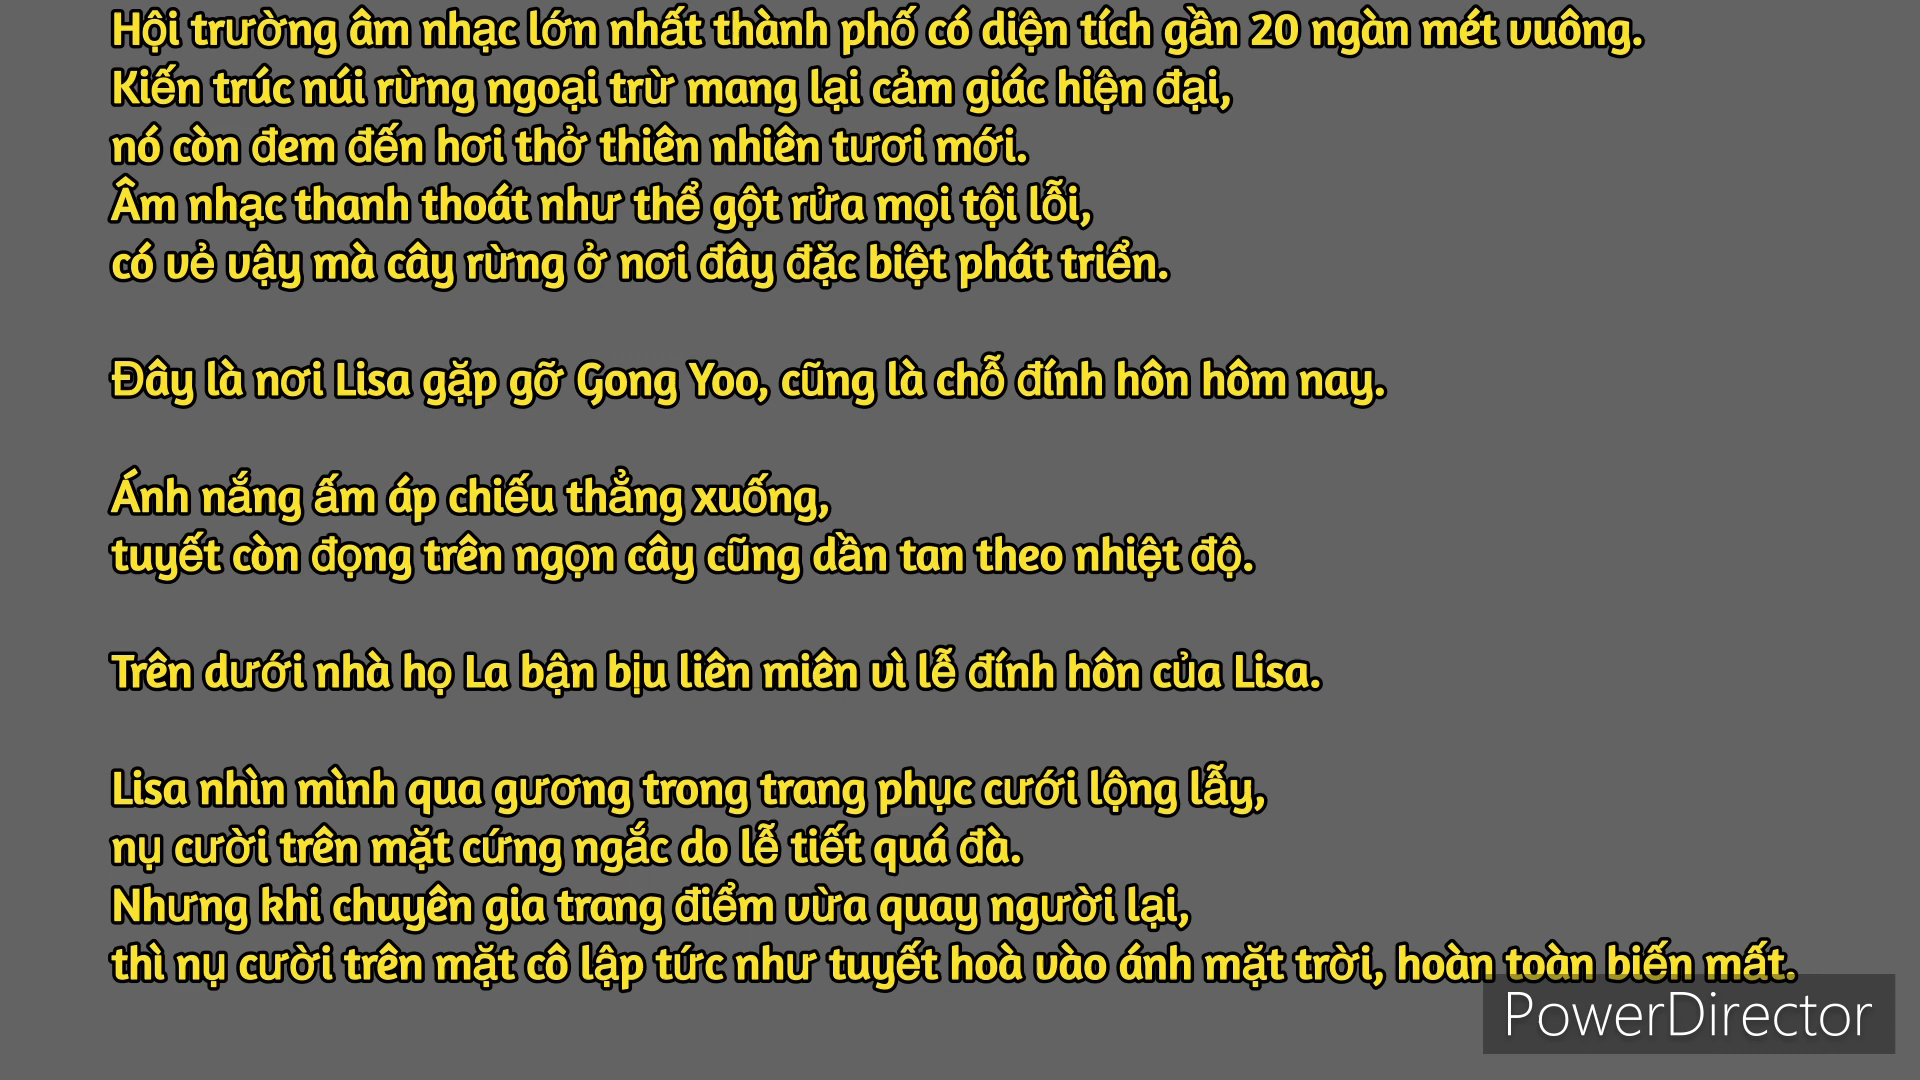 Hội trường âm nhạc lớn nhất thành phố có diện tích gần 20 ngàn mét vuông.
Kiến trúc núi rừng ngoại trừ mang lại cảm giác hiện đại,
nó còn đem đến hơi thở thiên nhiên tươi mới.
Âm nhạc thanh thoát như thể gột rửa mọi tội lỗi,
có vẻ vậy mà cây rừng ở nơi đây đặc biệt phát triển.
Đây là nơi Lisa gặp gỡ Gong Yoo, cũng là chỗ đính hôn hôm nay.
Ánh nắng ấm áp chiếu thẳng xuống,
tuyết còn đọng trên ngọn cây cũng dần tan theo nhiệt độ.
Trên dưới nhà họ La bận bịu liên miên vì lễ đính hôn của Lisa.
Lisa nhìn mình qua gương trong trang phục cưới lộng lẫy,
nụ cười trên mặt cứng ngắc do lễ tiết quá đà.
Nhưng khi chuyên gia trang điểm vừa quay người lại,
thì nụ cười trên mặt cô lập tức như tuyết hoà vào ánh mặt trời, hoàn toàn biến mất.
PowerDirector